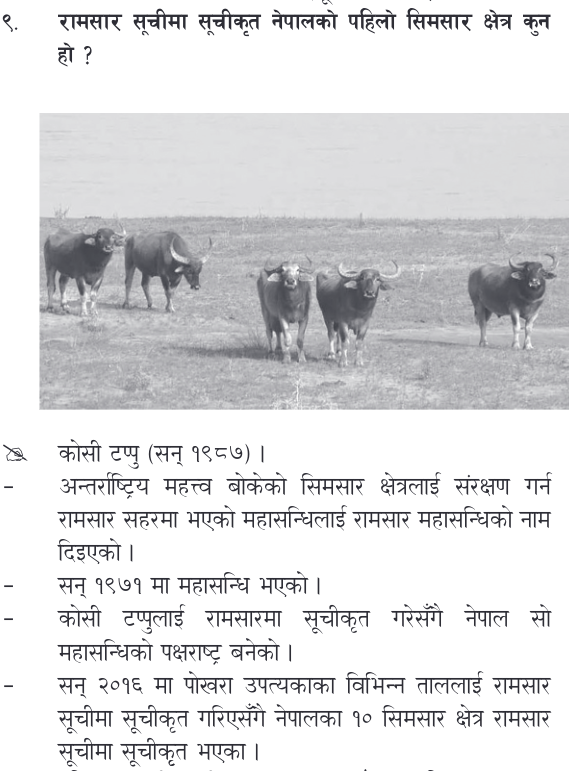 ९. रामसार सूचीमा सूचीकृत नेपालको पहिलो सिमसार क्षेत्र कुन
हो ?
कोसी टप्पु (सन् १९८७) ।
- अन्तर्राष्ट्रिय महत्त्व बोकेको सिमसार क्षेत्रलाई संरक्षण गर्न
रामसार सहरमा भएको महासन्धिलाई रामसार महासन्धिको नाम
दिइएको ।
- सन् १९७१ मा महासन्धि भएको ।
- कोसी टप्पुलाई रामसारमा सूचीकृत गरेसँगै नेपाल सो
महासन्धिको पक्षराष्ट्र बनेको ।
- सन् २०१६ मा पोखरा उपत्यकाका विभिन्नताललाई रामसार
सूचीमा सूचीकृत गरिएसँगै नेपालका १० सिमसार क्षेत्र रामसार
सूचीमा सूचीकृत भएका ।